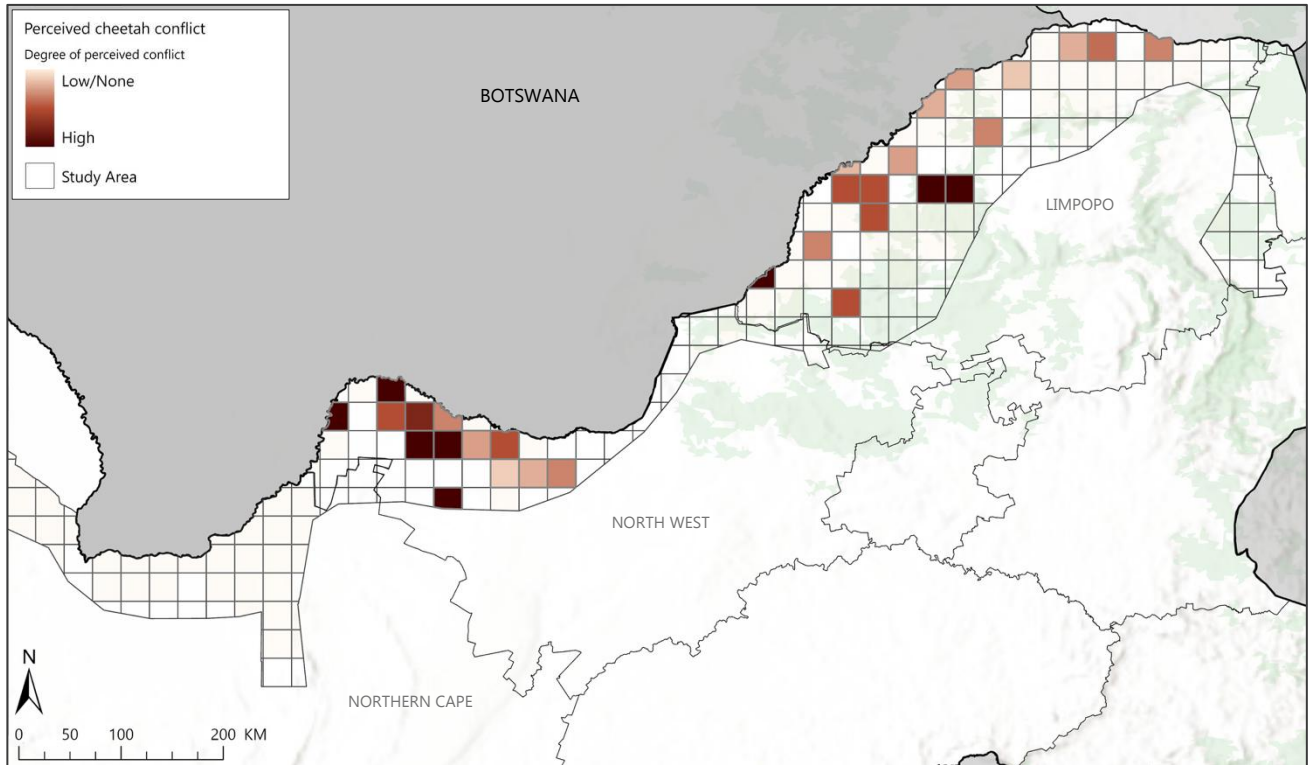 Perceived cheetah conflict
Degree of perceived conflict
Low/None
High
Study Area
BOTSWANA
LIMPOPO
NORTH WEST
NORTHERN CAPE
N
0 50 100 200 KM